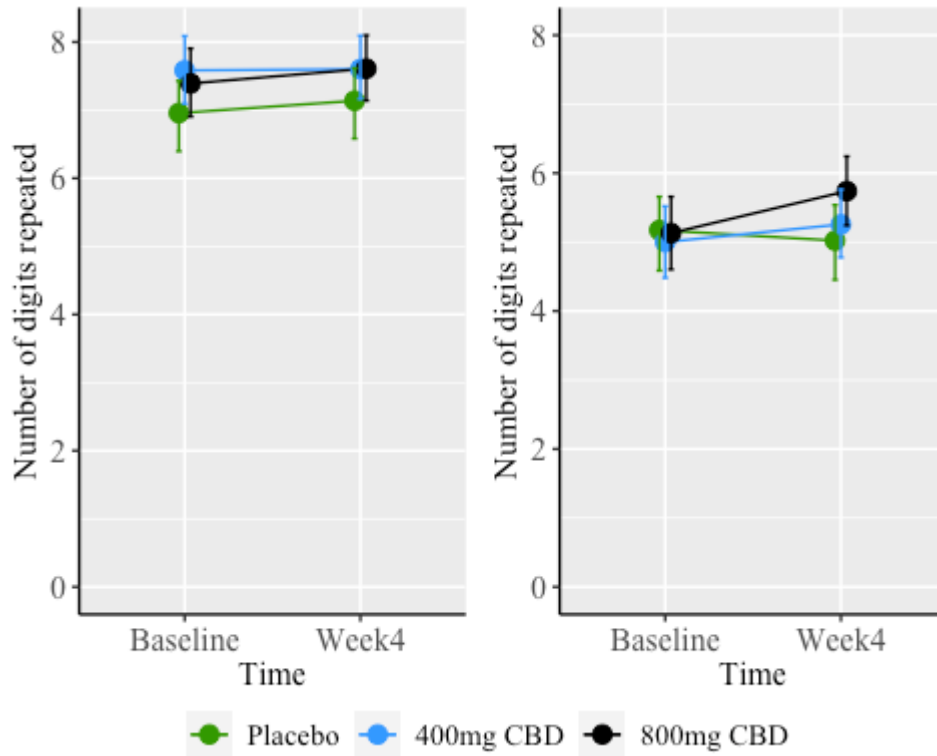 Number of digits repeated
8
6
4
2
0
Baseline Week4
Time
Number of digits repeated
8
6
4
2
0
Baseline Week4
Time
Placebo 400mg CBD 800mg CBD